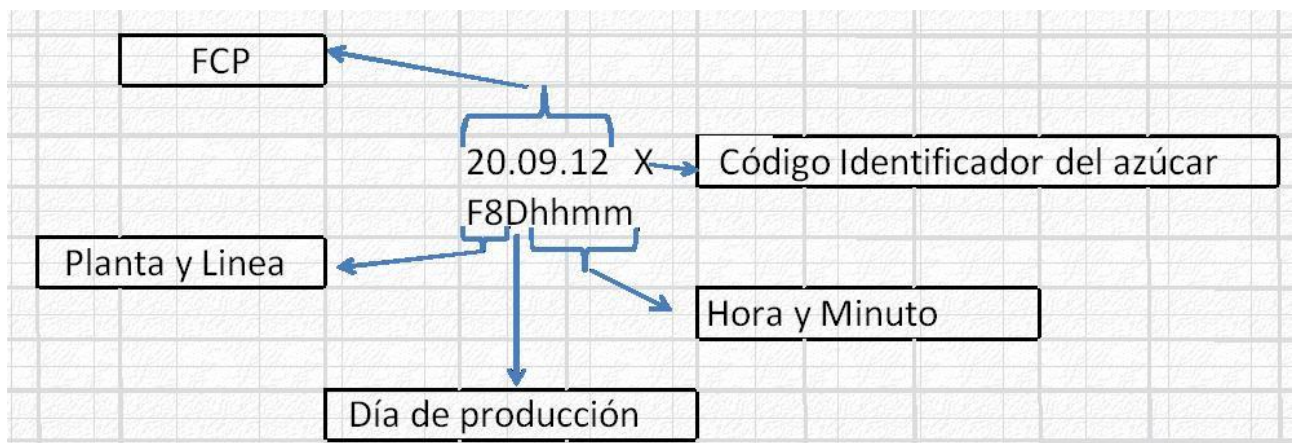 FCP
20.09.12 X
Código Identificador del azúcar
F8Dhhmm
Planta y Linea
Hora y Minuto
Día de producción